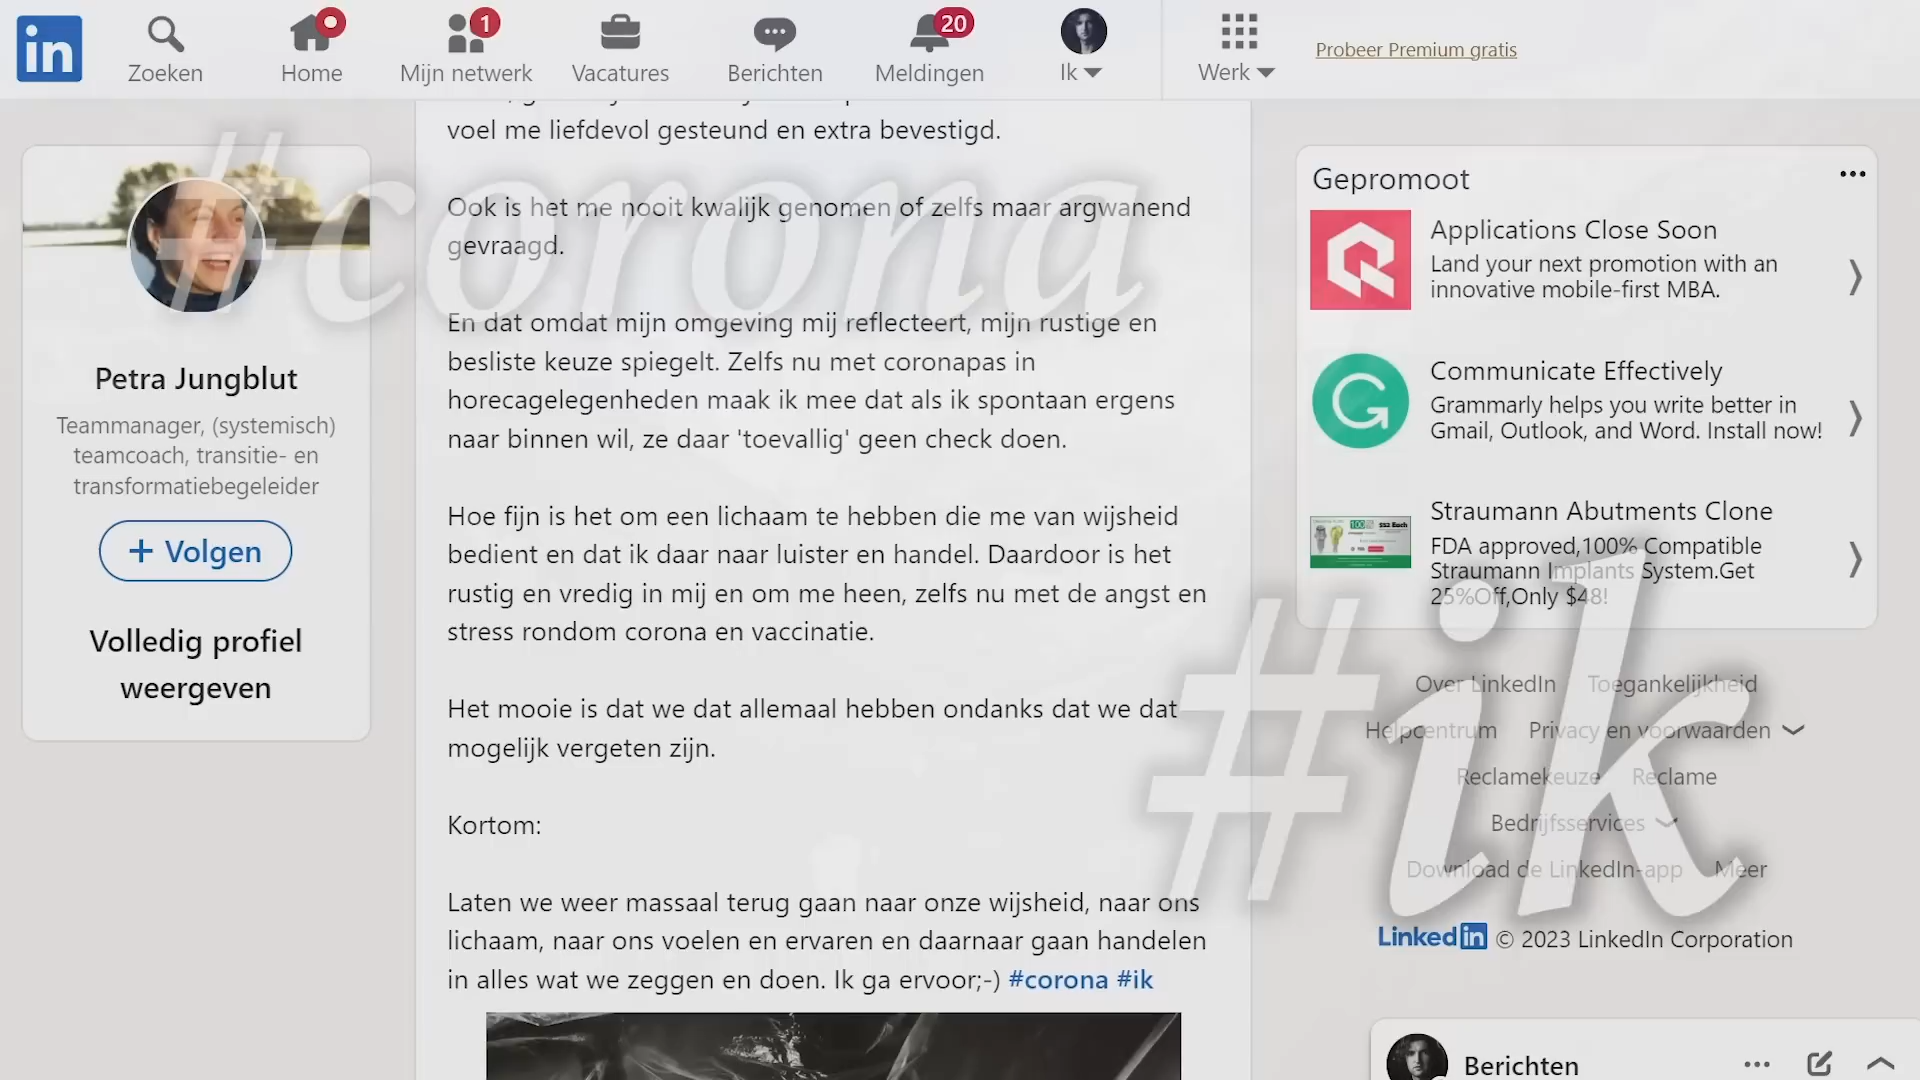 in
Zoeken
Home
1
Mijn netwerk
Vacatures
Berichten
20
Meldingen
Ik
Werk
Probeer Premium gratis
voel me liefdevol gesteund en extra bevestigd.
Ook is het me nooit kwalijk genomen of zelfs maar argwanend
gevraagd.
En dat omdat mijn omgeving mij reflecteert, mijn rustige en
besliste keuze spiegelt. Zelfs nu met coronapas in
horecagelegenheden maak ik mee dat als ik spontaan ergens
naar binnen wil, ze daar 'toevallig' geen check doen.
Hoe fijn is het om een lichaam te hebben die me van wijsheid
bedient en dat ik daar naar luister en handel. Daardoor is het
rustig en vredig in mij en om me heen, zelfs nu met de angst en
stress rondom corona en vaccinatie.
Het mooie is dat we dat allemaal hebben ondanks dat we dat
mogelijk vergeten zijn.
Kortom:
Laten we weer massaal terug gaan naar onze wijsheid, naar ons
lichaam, naar ons voelen en ervaren en daarnaar gaan handelen
in alles wat we zeggen en doen. Ik ga ervoor;-) #corona #ik
#corona
#ik
Petra Jungblut
Teammanager, (systemisch)
teamcoach, transitie- en
transformatiebegeleider
+ Volgen
Volledig profiel
weergeven
Gepromoot
Applications Close Soon
Land your next promotion with an
innovative mobile-first MBA.
Communicate Effectively
Grammarly helps you write better in
Gmail, Outlook, and Word. Install now!
Straumann Abutments Clone
FDA approved,100% Compatible
Straumann Implants System.Get
25%Off,Only $48!
Over LinkedIn Toegankelijkheid
Helpcentrum Privacy en voorwaarden
Reclamekeuze Reclame
Bedrijfsservices
Download de LinkedIn-app Meer
Linked in © 2023 LinkedIn Corporation
Berichten